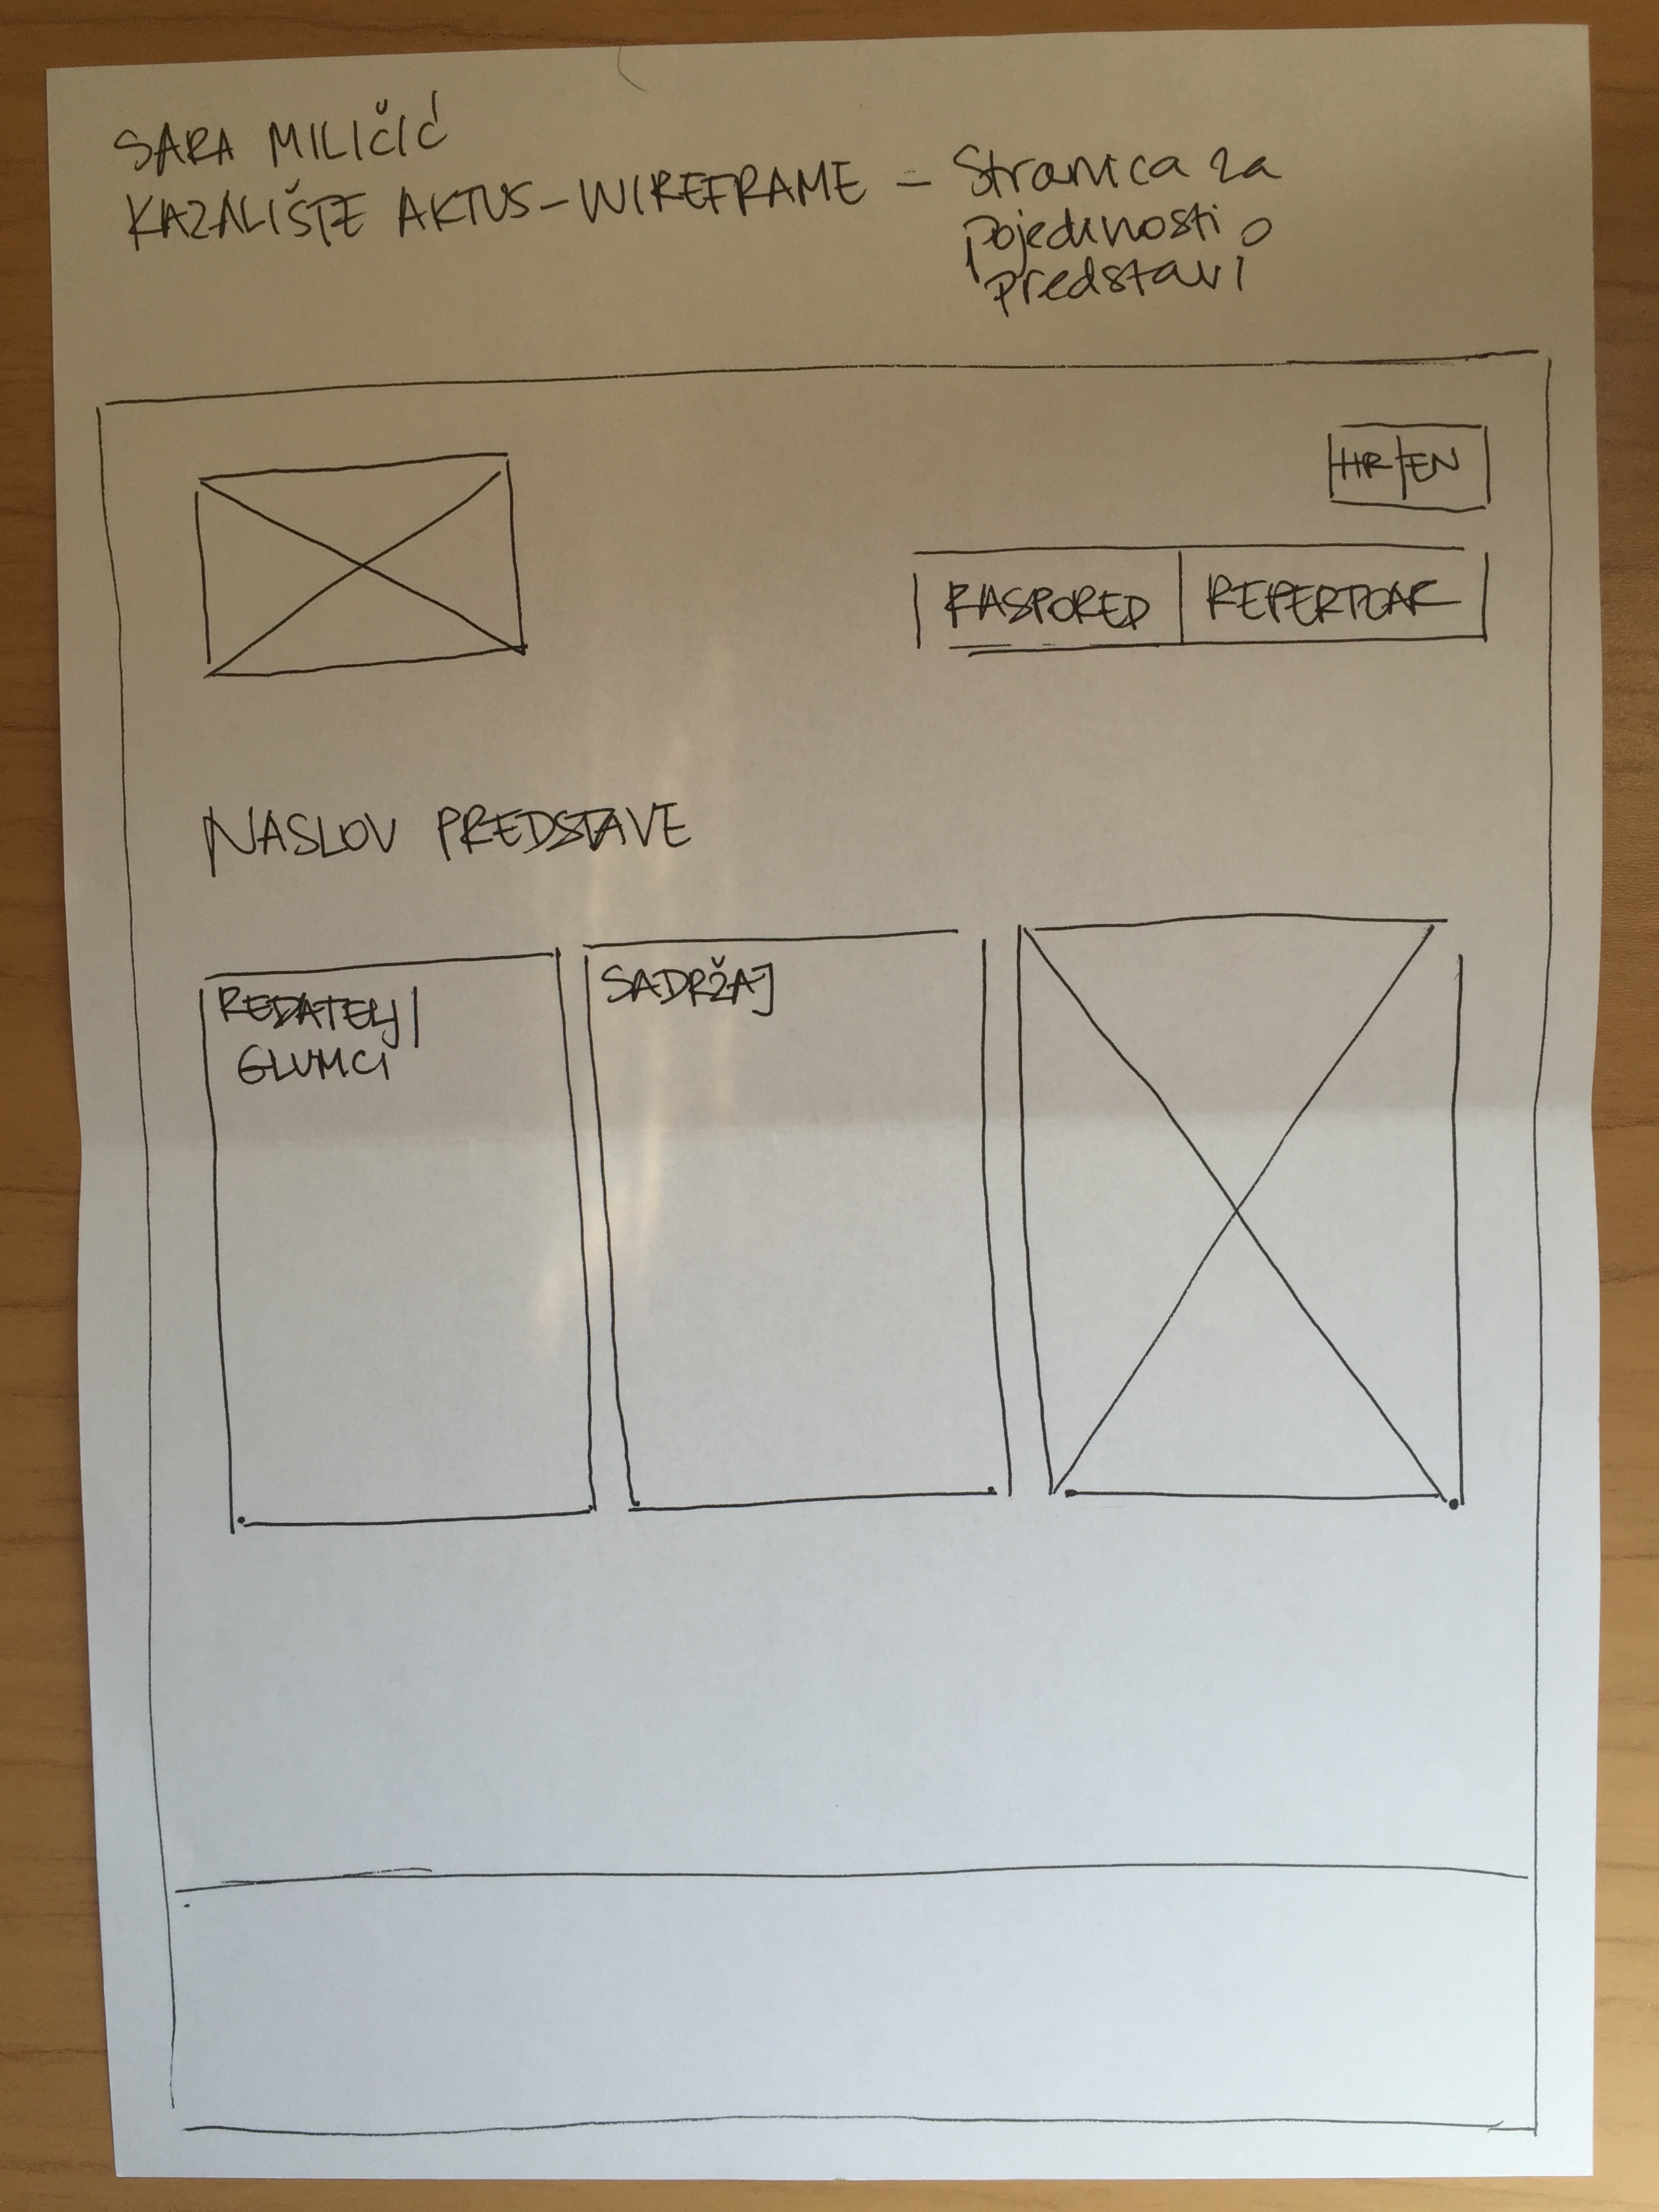 SARA MILIČIĆ
KAZALIŠTE AKTUS-WIREFRAME – Stranica za
pojedinosti o
predstavi
HR|EN
RASPORED REPERTOAR
NASLOV PREDSTAVE
REDATELJ|
GLUMCI
SADRŽAJ